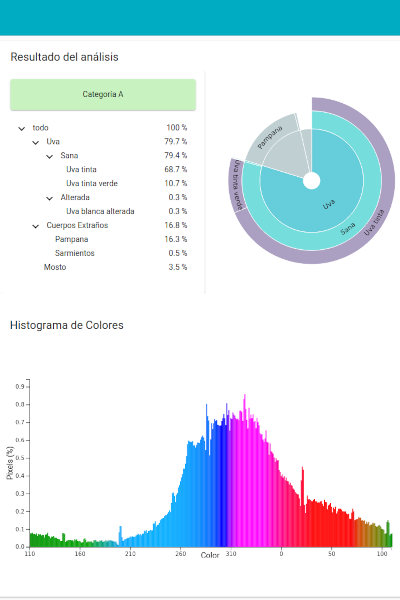 Resultado del análisis
Categoría A
todo 100 %
Uva 79.7 %
Sana 79.4 %
Uva tinta 68.7 %
Uva tinta verde 10.7 %
Alterada 0.3 %
Uva blanca alterada 0.3 %
Cuerpos Extraños 16.8 %
Pampana 16.3 %
Sarmientos 0.5 %
Mosto 3.5 %
Pampana
Uva tinta verde
Uva
Sana
Uva tinta
Histograma de Colores
0.9
0.8
0.7
0.6
0.5
0.4
0.3
0.2
0.1
0.0
Pixels (%)
110 160 210 260 310 0 50 100
Color